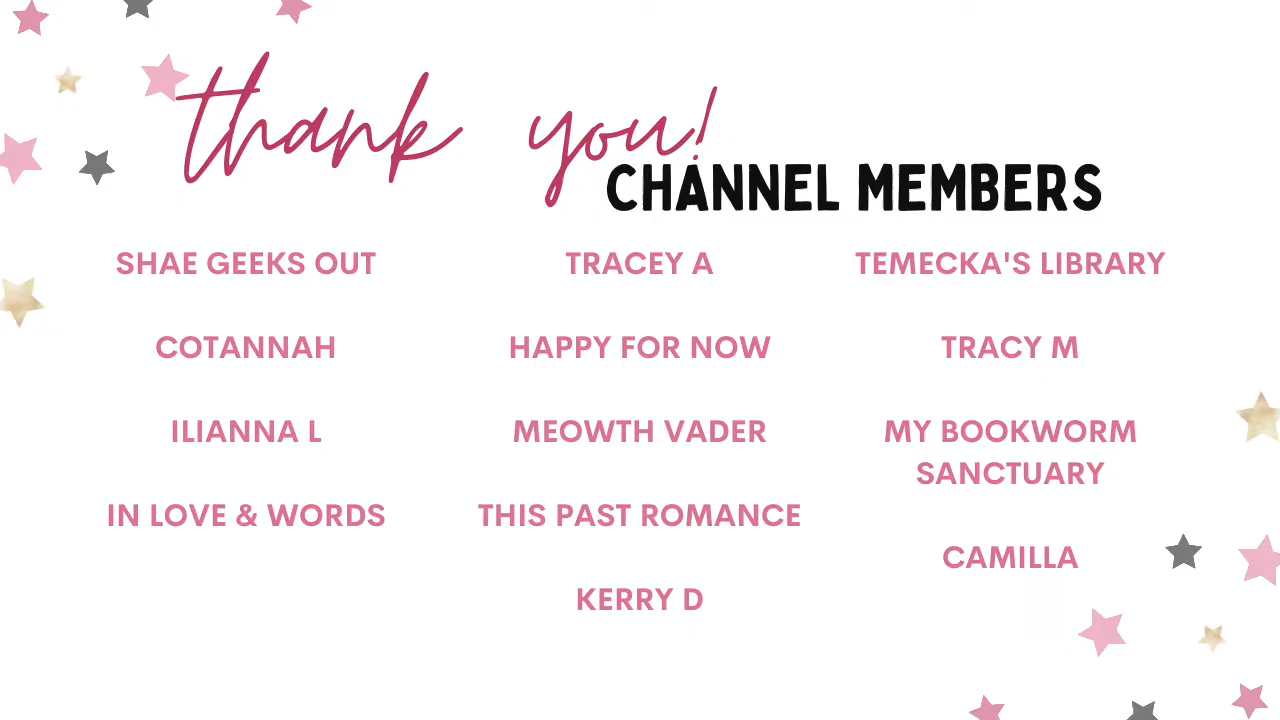 thank you!
CHANNEL MEMBERS
SHAE GEEKS OUT
COTANNAH
ILIANNA L
IN LOVE & WORDS
TRACEY A
HAPPY FOR NOW
MEOWTH VADER
THIS PAST ROMANCE
KERRY D
TEMECKA'S LIBRARY
TRACY M
MY BOOKWORM
SANCTUARY
CAMILLA